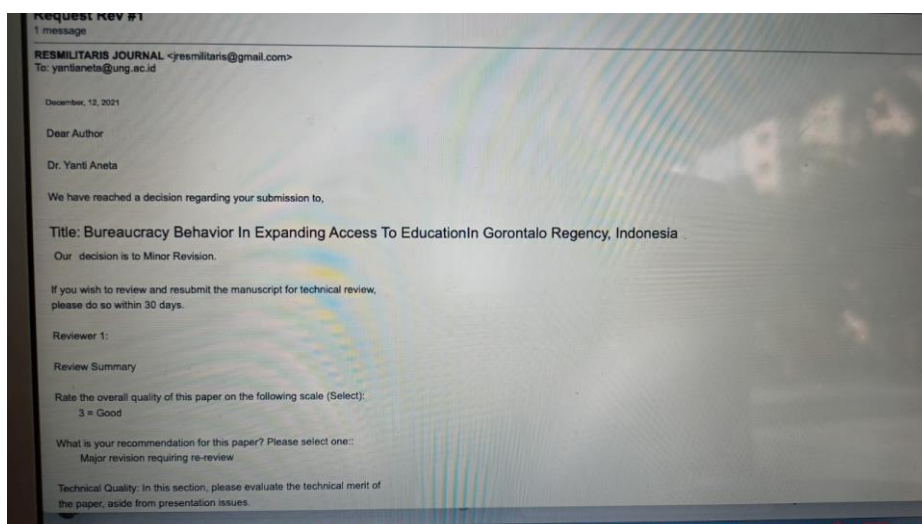 Request Rev #1
1 message
RESMILITARIS JOURNAL <jresmilitaris@gmail.com>
To: yantianeta@ung.ac.id
December, 12, 2021
Dear Author
Dr. Yanti Aneta
We have reached a decision regarding your submission to,
Title: Bureaucracy Behavior In Expanding Access To EducationIn Gorontalo Regency, Indonesia
Our decision is to Minor Revision.
If you wish to review and resubmit the manuscript for technical review,
please do so within 30 days.
Reviewer 1:
Review Summary
Rate the overall quality of this paper on the following scale (Select):
3 = Good
What is your recommendation for this paper? Please select one::
Major revision requiring re-review
Technical Quality: In this section, please evaluate the technical merit of
the paper, aside from presentation issues.